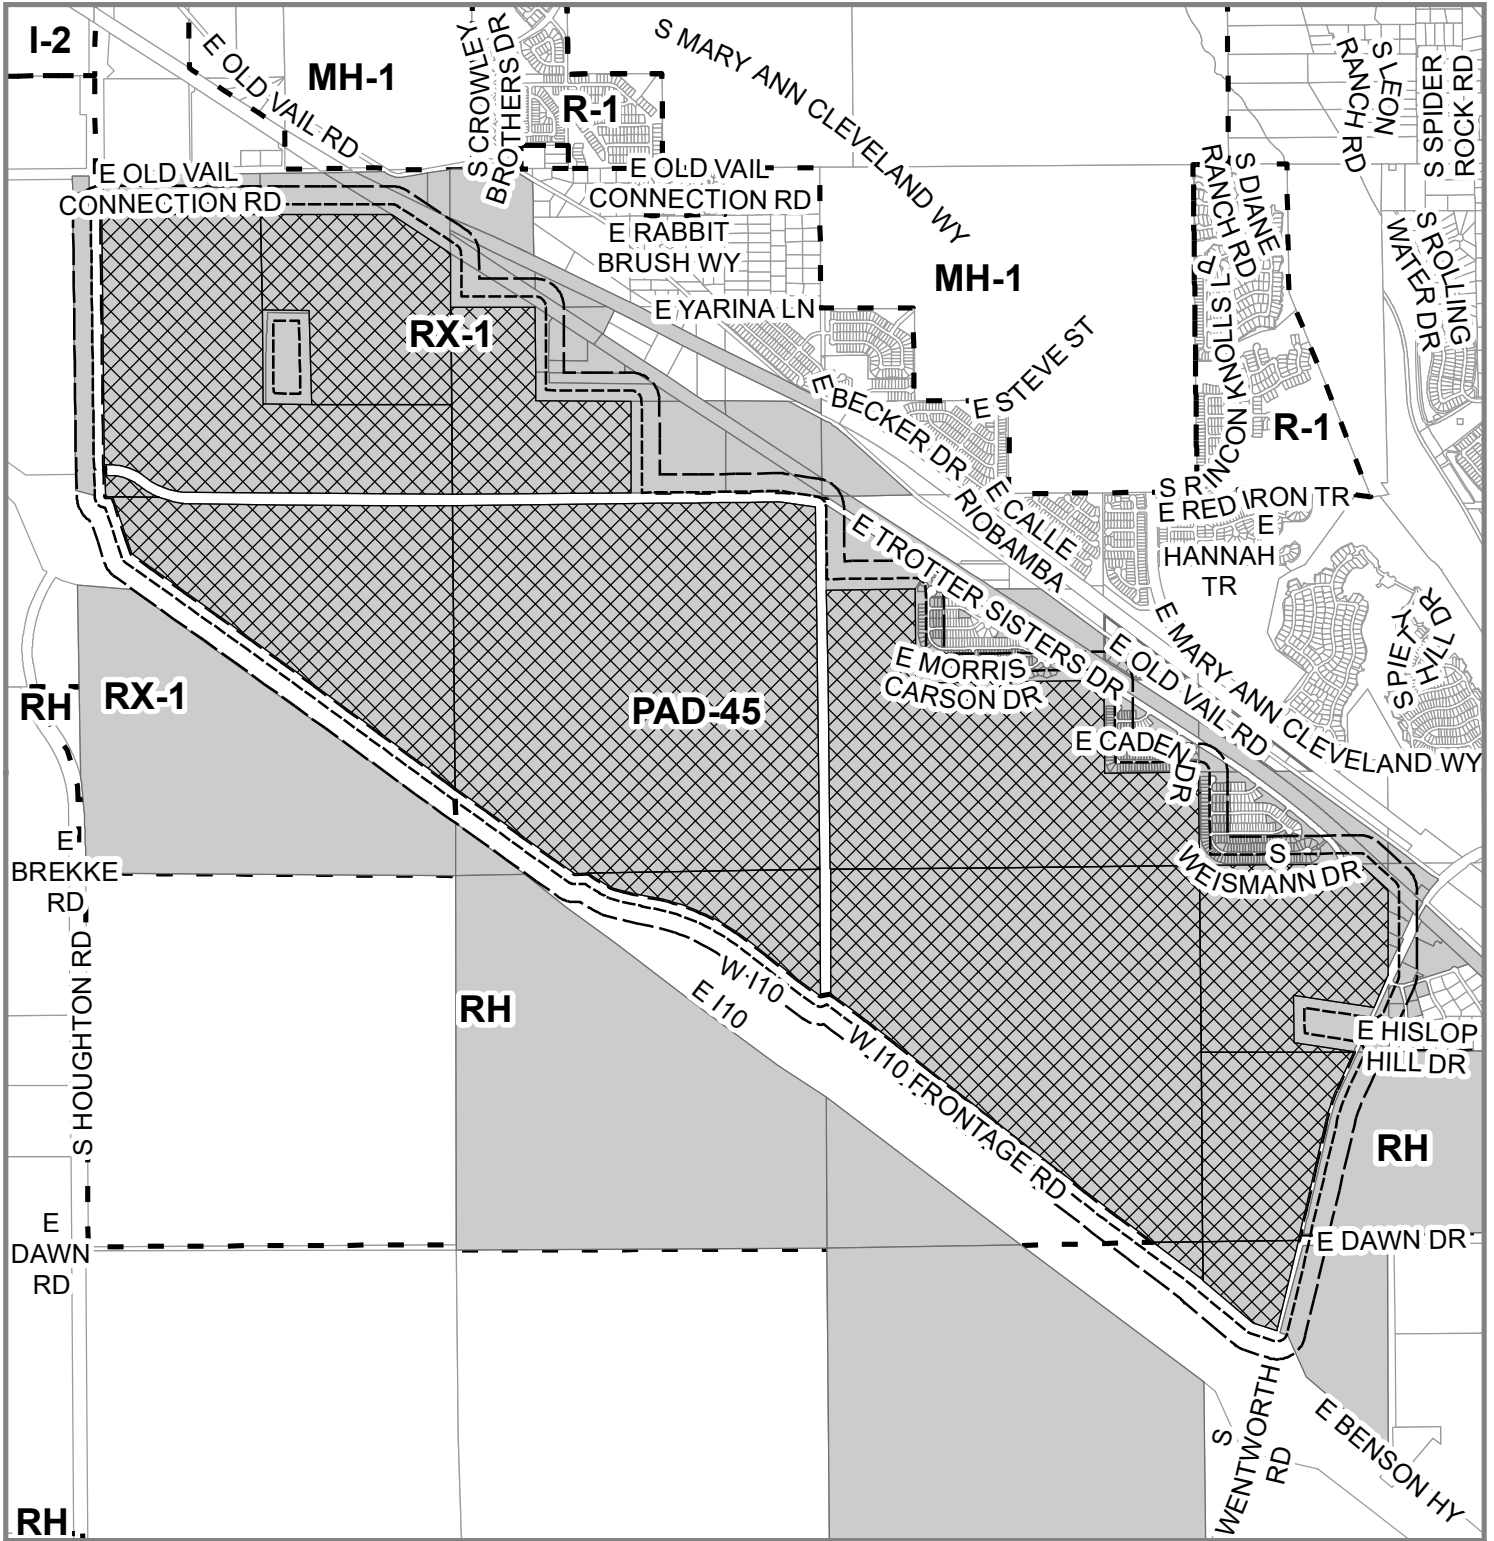 I-2
E OLD VAIL RD
MH-1
S CROWLEY
BROTHERS DR
R-1
S MARY ANN CLEVELAND WY
S LEON
RANCH RD
S SPIDER
ROCK RD
E OLD VAIL
CONNECTION RD
E OLD VAIL
CONNECTION RD
E RABBIT
BRUSH WY
E YARINA LN
MH-1
S DIANE
RANCH RD
S ROLLING
WATER DR
RX-1
E STEVE ST
E BECKER DR
S RINCON KNOLLS LP
R-1
E RED IRON TR
E CALLE
RIOBAMBA
E
HANNAH
TR
E TROTTER SISTERS DR
E MORRIS
CARSON DR
E OLD VAIL RD
E MARY ANN CLEVELAND WY
S PIETY
HILL DR
RH
RX-1
PAD-45
E CADEN DR
S
WEISMANN DR
E
BREKKE
RD
S HOUGHTON RD
W I10
E I10
RH
W I10 FRONTAGE RD
E HISLOP
HILL DR
RH
E
DAWN
RD
E DAWN DR
S
WENTWORTH
RD
E BENSON HY
RH